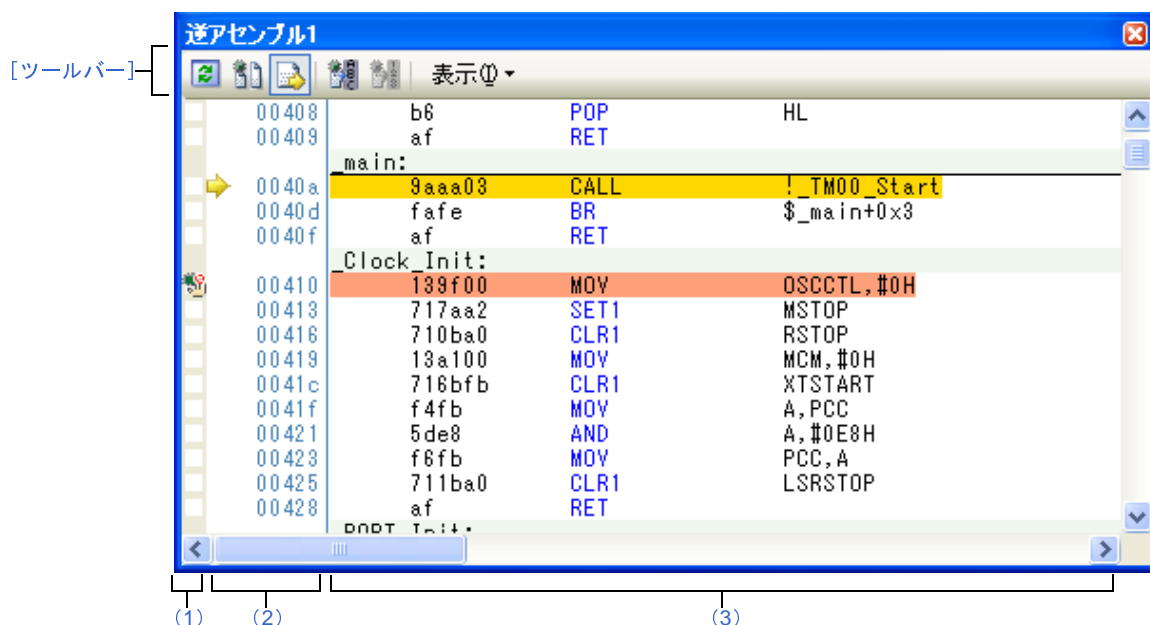 逆アセンブル1
[ツールバー]
表示(I)
00408 b6 POP HL
00409 af RET
_main:
0040a 9aaa03 CALL !_TM00_Start
0040d fafe BR $_main+0x3
0040f af RET
_Clock_Init:
00410 139f00 MOV OSCCTL,#0H
00413 717aa2 SET1 MSTOP
00416 710ba0 CLR1 RSTOP
00419 13a100 MOV MCM,#0H
0041c 716bfb CLR1 XTSTART
0041f f4fb MOV A,PCC
00421 5de8 AND A,#0E8H
00423 f6fb MOV PCC,A
00425 711ba0 CLR1 LSRSTOP
00428 af RET
_PORT_Init:
(1) (2) (3)